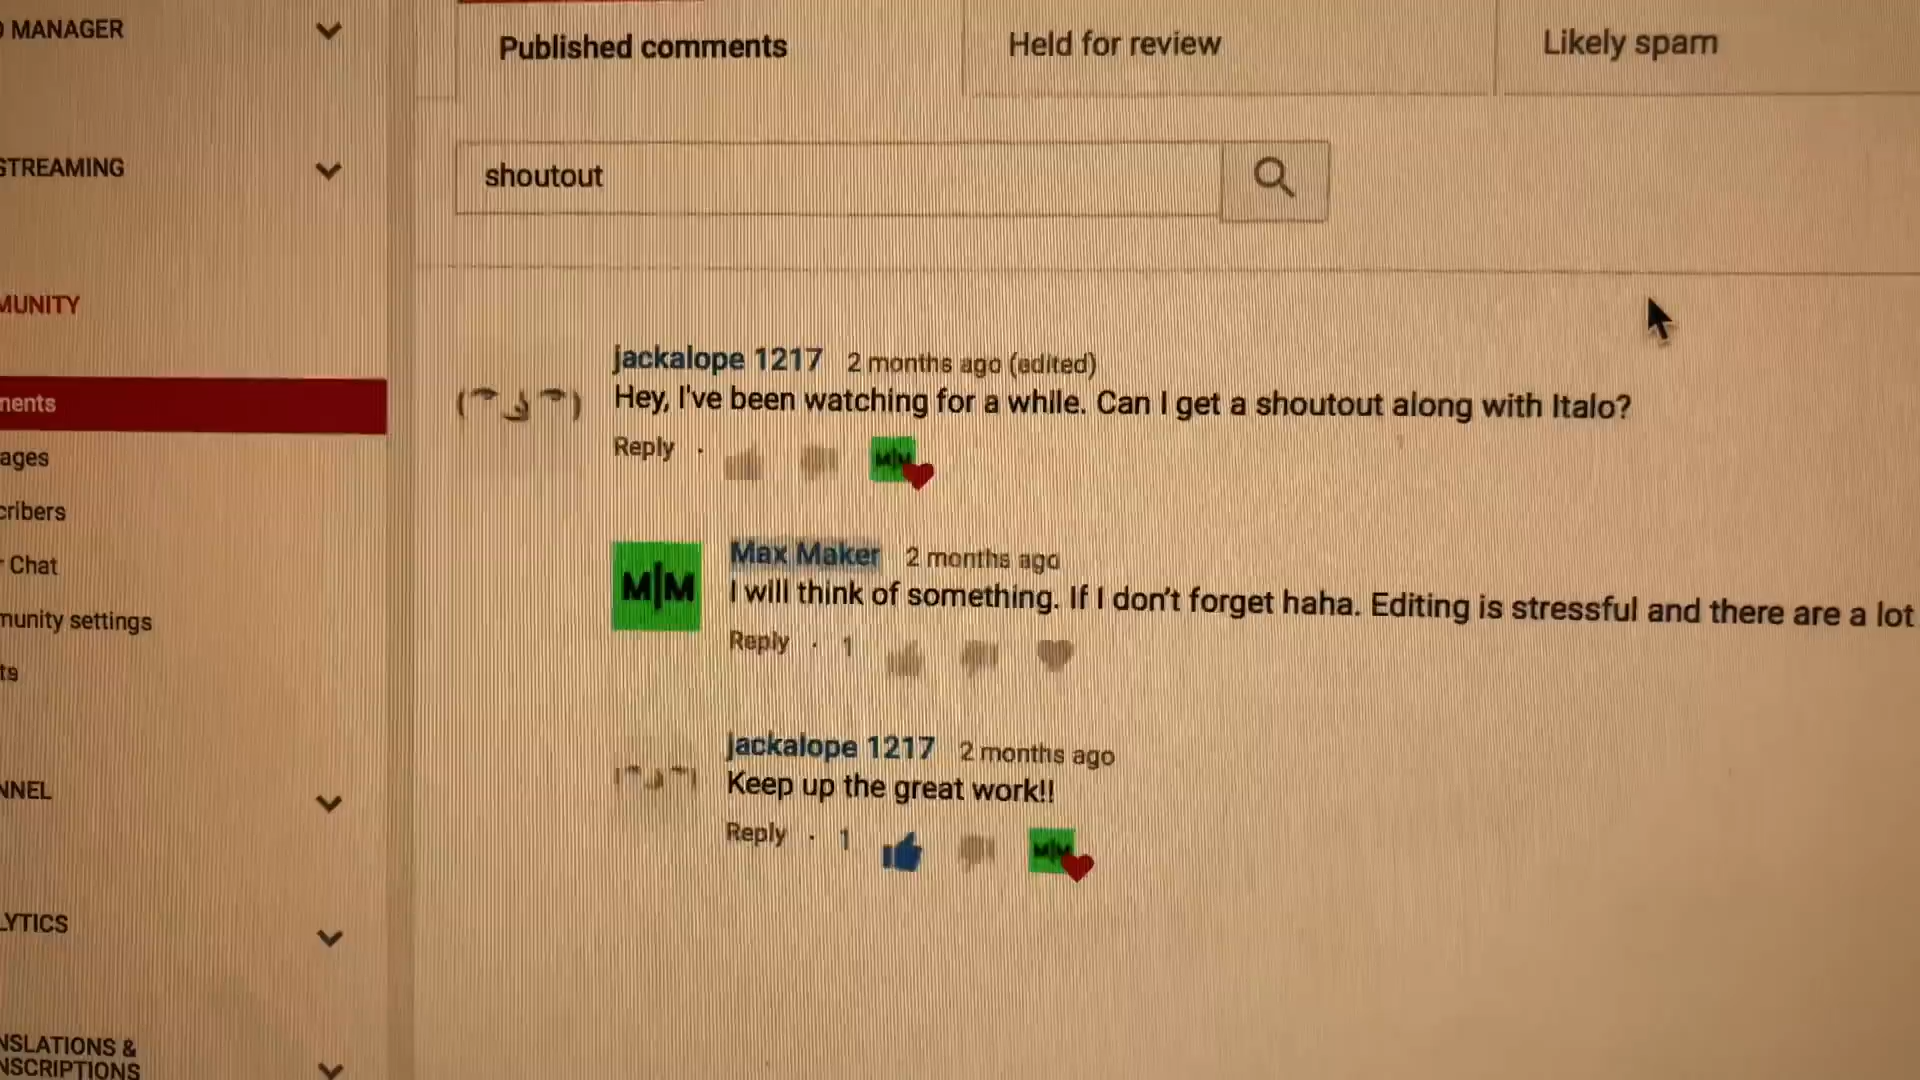 MANAGER
Published comments
Held for review
Likely spam
STREAMING
shoutout
MUNITY
jackalope 1217 2 months ago (edited)
Hey, I've been watching for a while. Can I get a shoutout along with Italo?
Reply ·
M|M
ments
ages
cribers
Chat
munity settings
ts
Max Maker 2 months ago
M|M
I will think of something. If I don't forget haha. Editing is stressful and there are a lot
Reply · 1
jackalope 1217 2 months ago
Keep up the great work!!
Reply · 1
M|M
NNEL
LYTICS
NSLATIONS &
NSCRIPTIONS